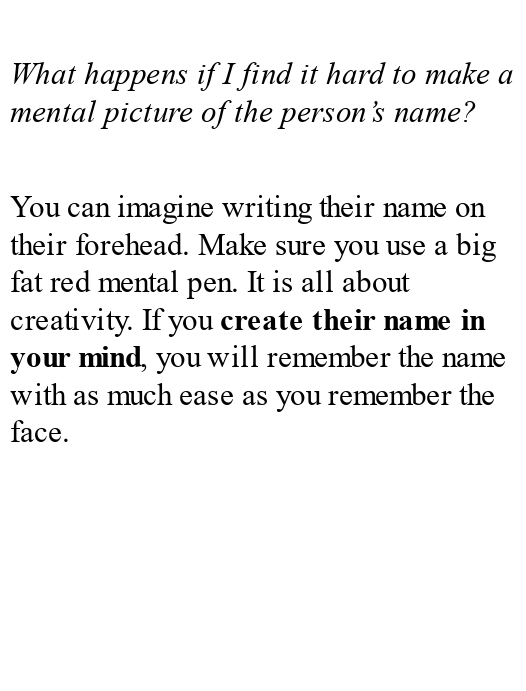 What happens if I find it hard to make a
mental picture of the person’s name?
You can imagine writing their name on
their forehead. Make sure you use a big
fat red mental pen. It is all about
creativity. If you create their name in
your mind, you will remember the name
with as much ease as you remember the
face.